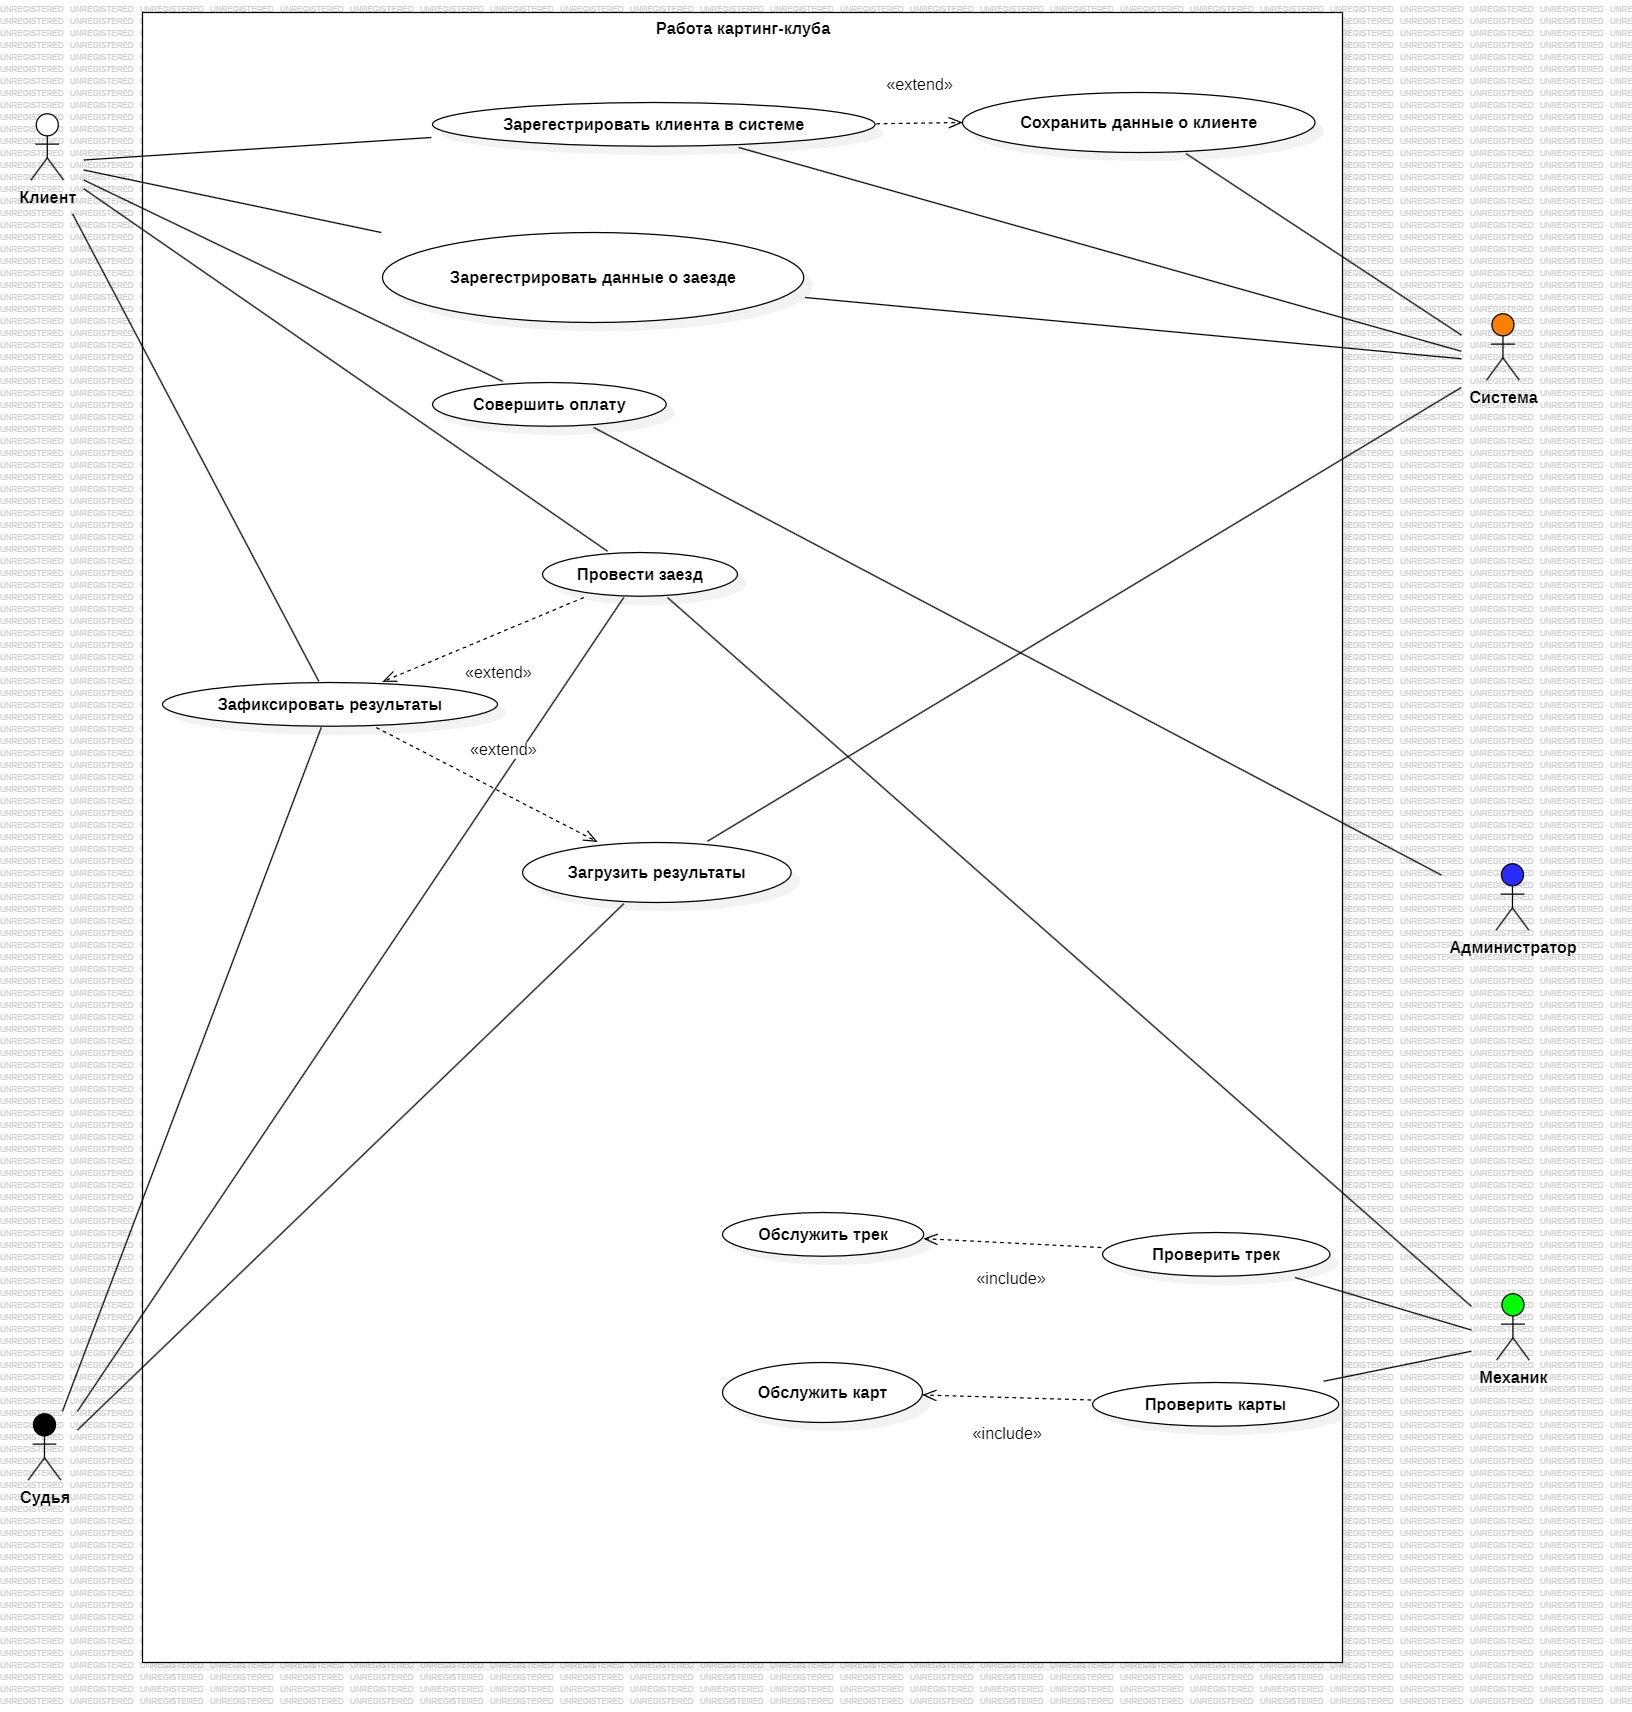 Работа картинг-клуба
«extend»
Зарегестрировать клиента в системе
Сохранить данные о клиенте
Клиент
Зарегестрировать данные о заезде
Система
Совершить оплату
Провести заезд
«extend»
Зафиксировать результаты
«extend»
Загрузить результаты
Администратор
Обслужить трек
Проверить трек
«include»
Механик
Обслужить карт
Проверить карты
«include»
Судья
UNREGISTERED